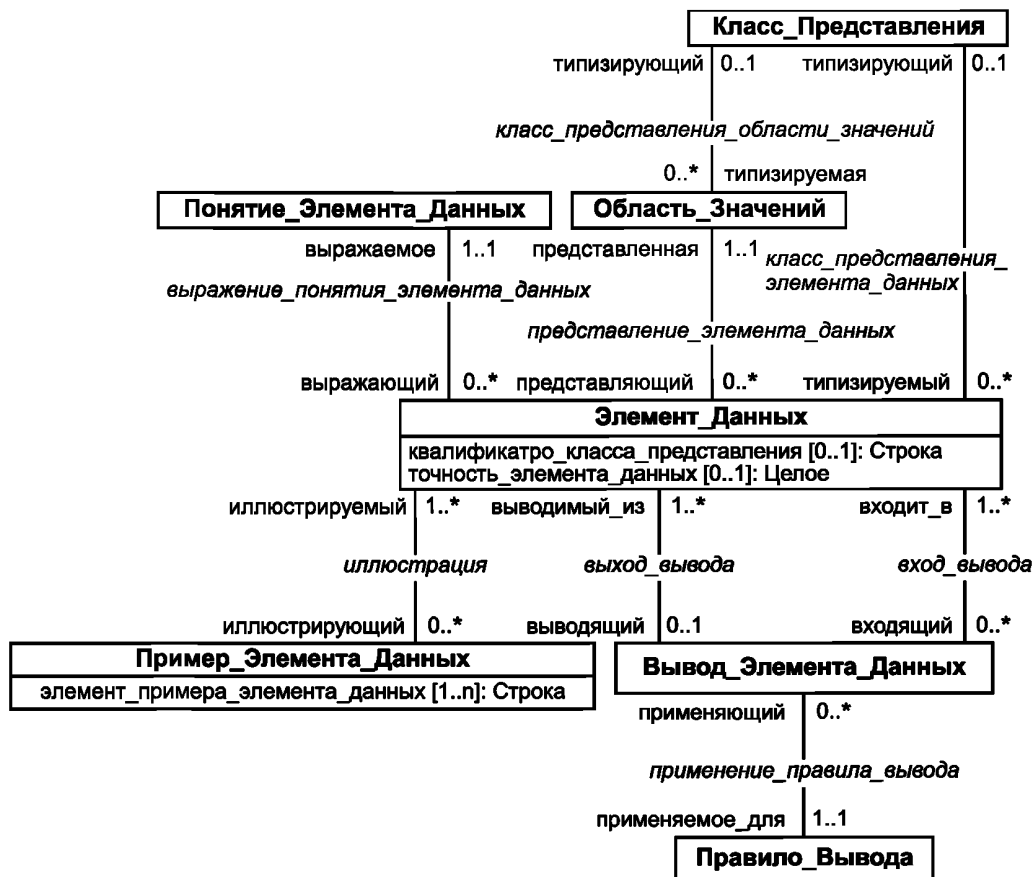 Класс_Представления
типизирующий 0..1 типизирующий 0..1
класс_представления_области_значений
0..* типизируемая
Понятие_Элемента_Данных Область_Значений
выражаемое 1..1 представленная 1..1
класс_представления_
элемента_данных
выражение_понятия_элемента_данных
представление_элемента_данных
выражающий 0..* представляющий 0..* типизируемый 0..*
Элемент_Данных
квалификатро_класса_представления [0..1]: Строка
точность_элемента_данных [0..1]: Целое
иллюстрируемый 1..* выводимый_из 1..* входит_в 1..*
иллюстрация выход_вывода вход_вывода
иллюстрирующий 0..* выводящий 0..1 входящий 0..*
Пример_Элемента_Данных Вывод_Элемента_Данных
элемент_примера_элемента_данных [1..n]: Строка
применяющий 0..*
применение_правила_вывода
применяемое_для 1..1
Правило_Вывода